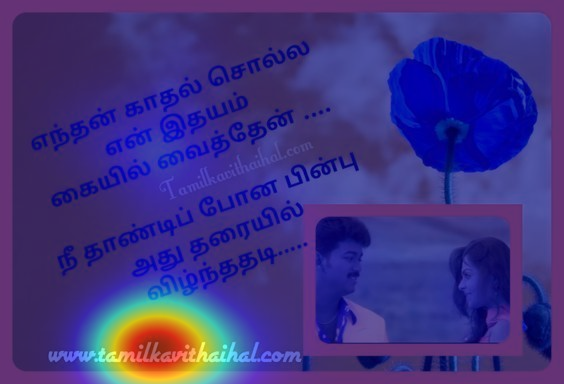 எந்தன் காதல் சொல்ல
என் இதயம்
கையில் வைத்தேன் ....
Tamilkavithaihal.com
நீ தாண்டிப் போன பின்பு
அது தரையில்
விழ்ந்ததடி.....
www.tamilkavithaihal.com